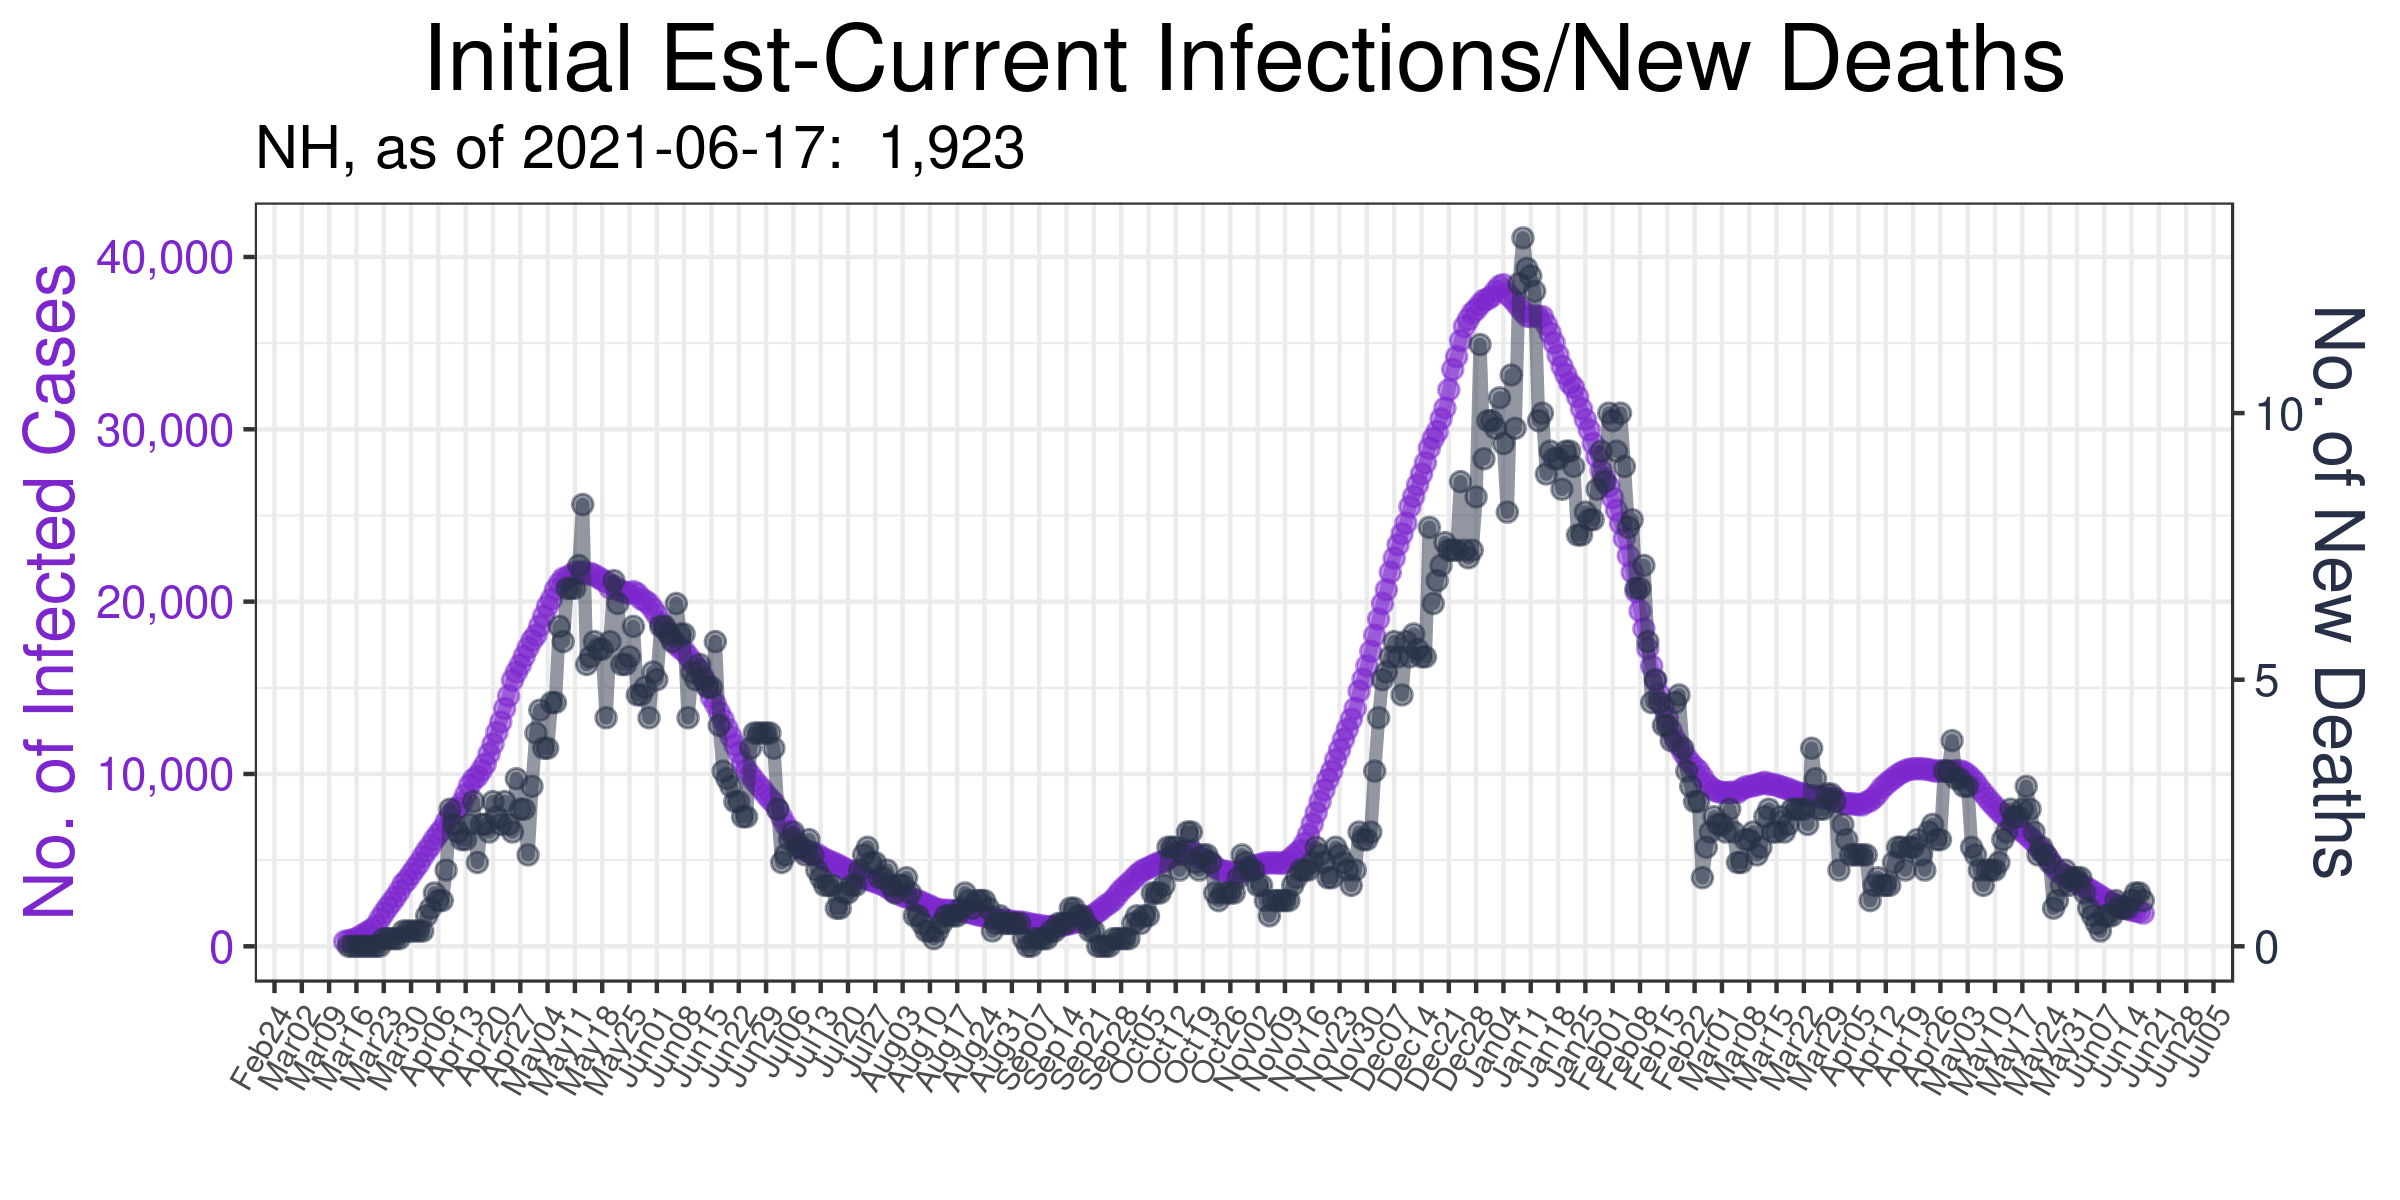 Initial Est-Current Infections/New Deaths
NH, as of 2021-06-17: 1,923
No. of Infected Cases
40,000
30,000
20,000
10,000
0
10
5
0
No. of New Deaths
Feb24
Mar02
Mar09
Mar16
Mar23
Mar30
Apr06
Apr13
Apr20
Apr27
May04
May11
May18
May25
Jun01
Jun08
Jun15
Jun22
Jun29
Jul06
Jul13
Jul20
Jul27
Aug03
Aug10
Aug17
Aug24
Aug31
Sep07
Sep14
Sep21
Sep28
Oct05
Oct12
Oct19
Oct26
Nov02
Nov09
Nov16
Nov23
Nov30
Dec07
Dec14
Dec21
Dec28
Jan04
Jan11
Jan18
Jan25
Feb01
Feb08
Feb15
Feb22
Mar01
Mar08
Mar15
Mar22
Mar29
Apr05
Apr12
Apr19
Apr26
May03
May10
May17
May24
May31
Jun07
Jun14
Jun21
Jun28
Jul05